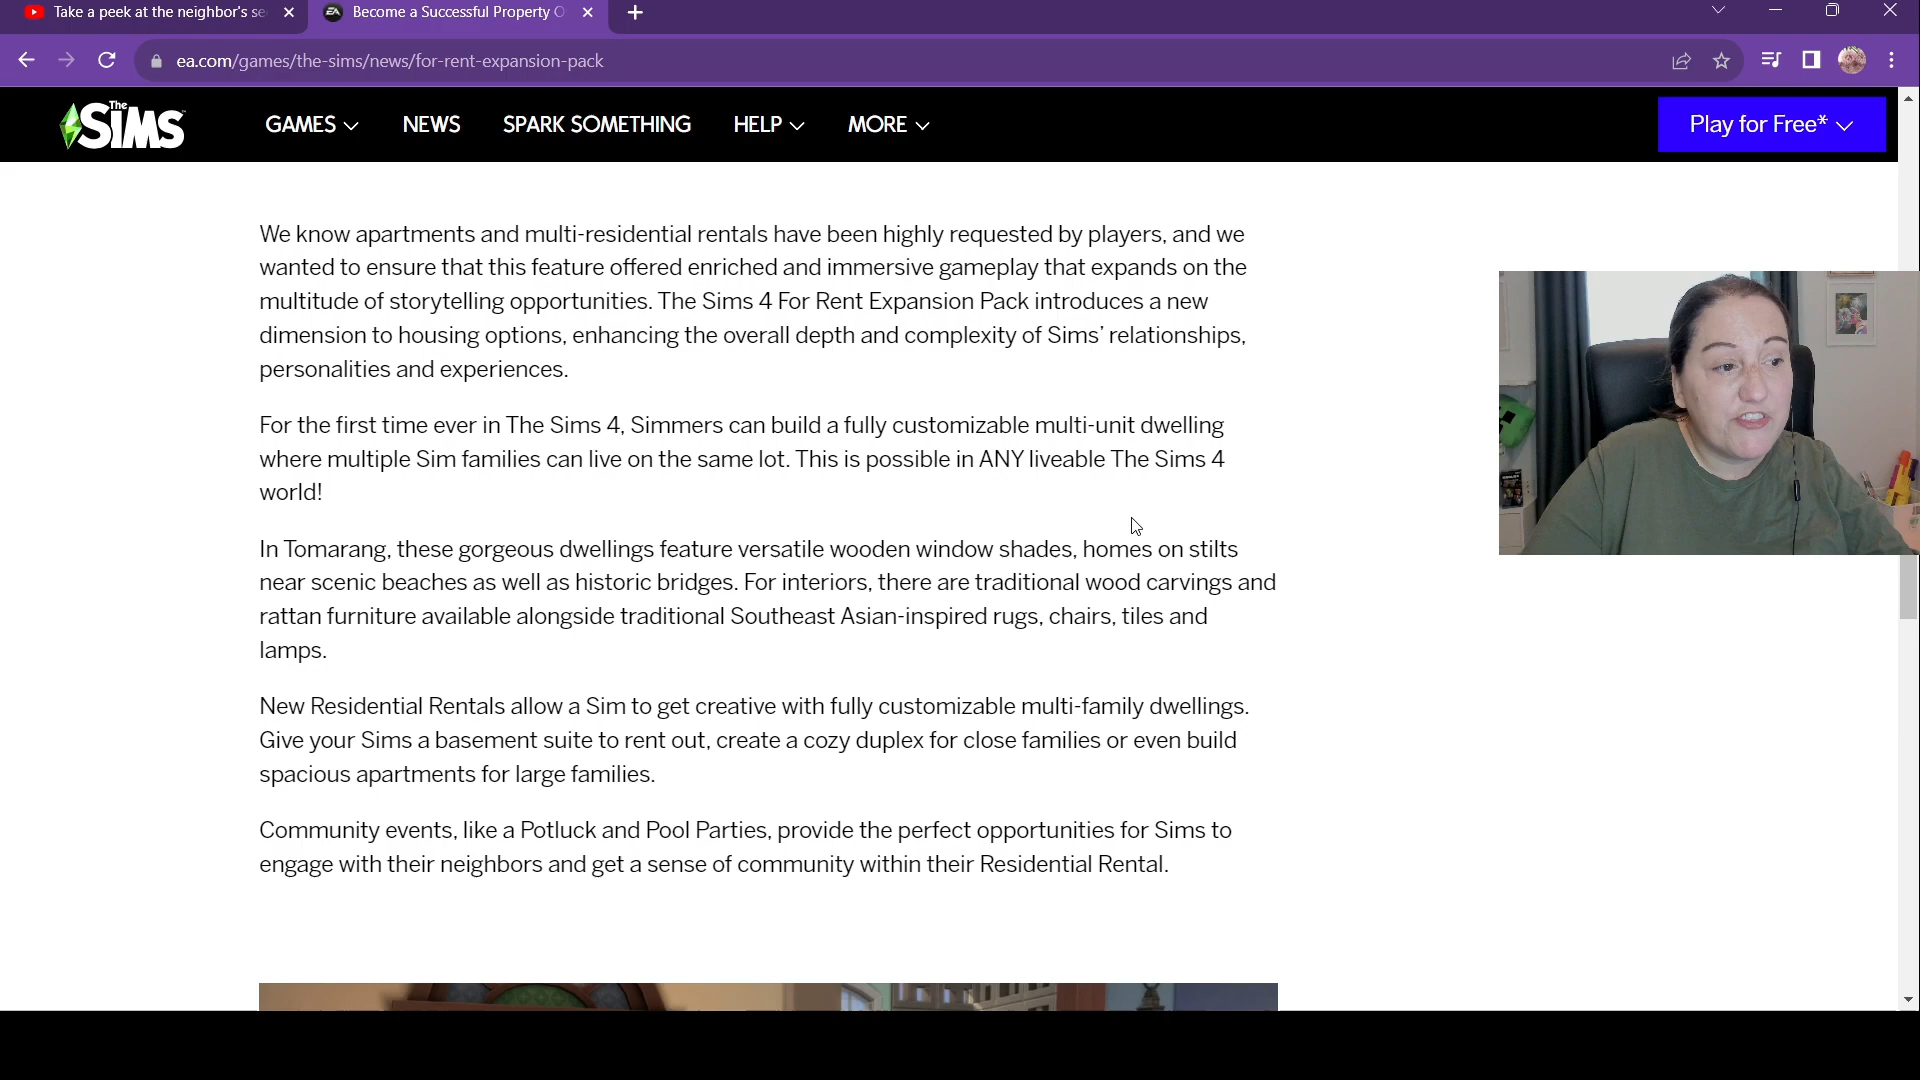 Take a peek at the neighbor's se
Become a Successful Property O
ea.com/games/the-sims/news/for-rent-expansion-pack
The SiMS
GAMES
NEWS
SPARK SOMETHING
HELP
MORE
Play for Free*
We know apartments and multi-residential rentals have been highly requested by players, and we
wanted to ensure that this feature offered enriched and immersive gameplay that expands on the
multitude of storytelling opportunities. The Sims 4 For Rent Expansion Pack introduces a new
dimension to housing options, enhancing the overall depth and complexity of Sims’ relationships,
personalities and experiences.
For the first time ever in The Sims 4, Simmers can build a fully customizable multi-unit dwelling
where multiple Sim families can live on the same lot. This is possible in ANY liveable The Sims 4
world!
In Tomarang, these gorgeous dwellings feature versatile wooden window shades, homes on stilts
near scenic beaches as well as historic bridges. For interiors, there are traditional wood carvings and
rattan furniture available alongside traditional Southeast Asian-inspired rugs, chairs, tiles and
lamps.
New Residential Rentals allow a Sim to get creative with fully customizable multi-family dwellings.
Give your Sims a basement suite to rent out, create a cozy duplex for close families or even build
spacious apartments for large families.
Community events, like a Potluck and Pool Parties, provide the perfect opportunities for Sims to
engage with their neighbors and get a sense of community within their Residential Rental.